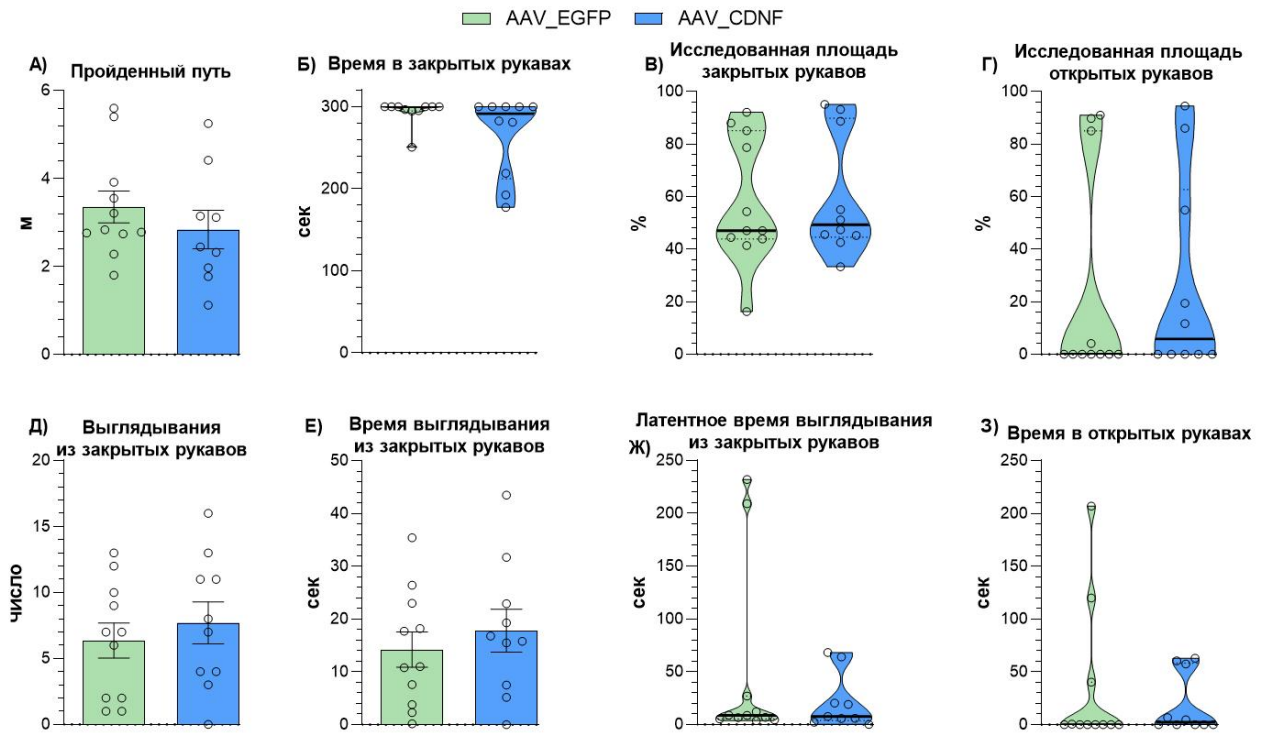 AAV_EGFP AAV_CDNF
А) Пройденный путь
м
6
4
2
0
Б) Время в закрытых рукавах
сек
300
200
100
0
В) Исследованная площадь
закрытых рукавов
%
100
80
60
40
20
0
Г) Исследованная площадь
открытых рукавов
%
100
80
60
40
20
0
Д) Выглядывания
из закрытых рукавов
число
20
15
10
5
0
Е) Время выглядывания
из закрытых рукавов
сек
50
40
30
20
10
0
Латентное время выглядывания
Ж) из закрытых рукавов
сек
250
200
150
100
50
0
З) Время в открытых рукавах
сек
250
200
150
100
50
0